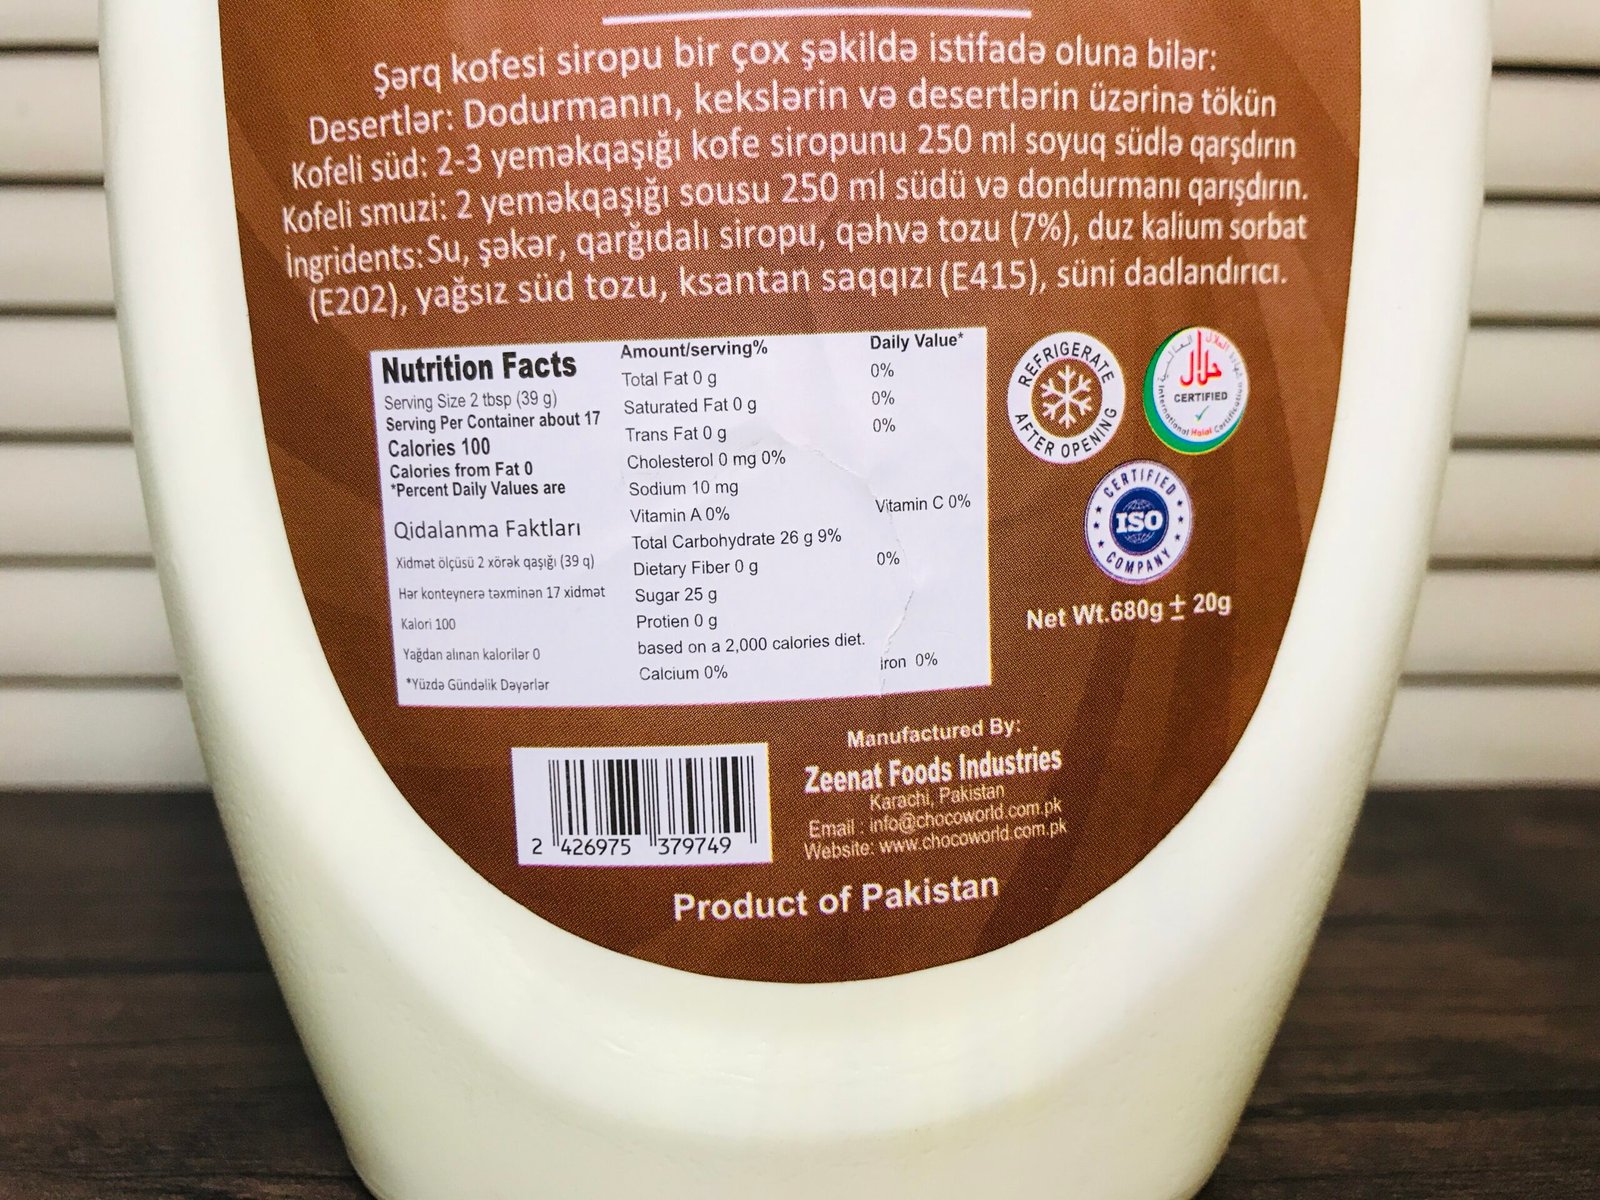 Şərq kofesi siropu bir çox şəkildə istifadə oluna bilər:
Desertlər: Dodurmanın, kekslərin və desertlərin üzərinə tökün
Kofeli süd: 2-3 yeməkqaşığı kofe siropunu 250 ml soyuq südlə qarşdırın
Kofeli smuzi: 2 yeməkqaşığı sousu 250 ml südü və dondurmanı qarışdırın.
İngridents: Su, şəkər, qarğıdalı siropu, qəhvə tozu (7%), duz kalium sorbat
(E202), yağsız süd tozu, ksantan saqqızı (E415), süni dadlandırıcı.
Nutrition Facts
Serving Size 2 tbsp (39 g)
Serving Per Container about 17
Calories 100
Calories from Fat 0
*Percent Daily Values are
Qidalanma Faktları
Xidmət ölçüsü 2 xörək qaşığı (39 q)
Hər konteynerə təxminən 17 xidmət
Kalori 100
Yağdan alınan kalorilər 0
*Yüzdə Gündəlik Dəyərlər
Amount/serving% Daily Value*
Total Fat 0 g 0%
Saturated Fat 0 g 0%
Trans Fat 0 g 0%
Cholesterol 0 mg 0%
Sodium 10 mg
Vitamin A 0% Vitamin C 0%
Total Carbohydrate 26 g 9%
Dietary Fiber 0 g 0%
Sugar 25 g
Protien 0 g
based on a 2,000 calories diet.
Calcium 0% iron 0%
REFRIGERATE
AFTER OPENING
حلال
CERTIFIED
International Halal Certification
CERTIFIED
ISO
COMPANY
Net Wt.680g ± 20g
2 426975 379749
Manufactured By:
Zeenat Foods Industries
Karachi, Pakistan
Email : info@chocoworld.com.pk
Website: www.chocoworld.com.pk
Product of Pakistan